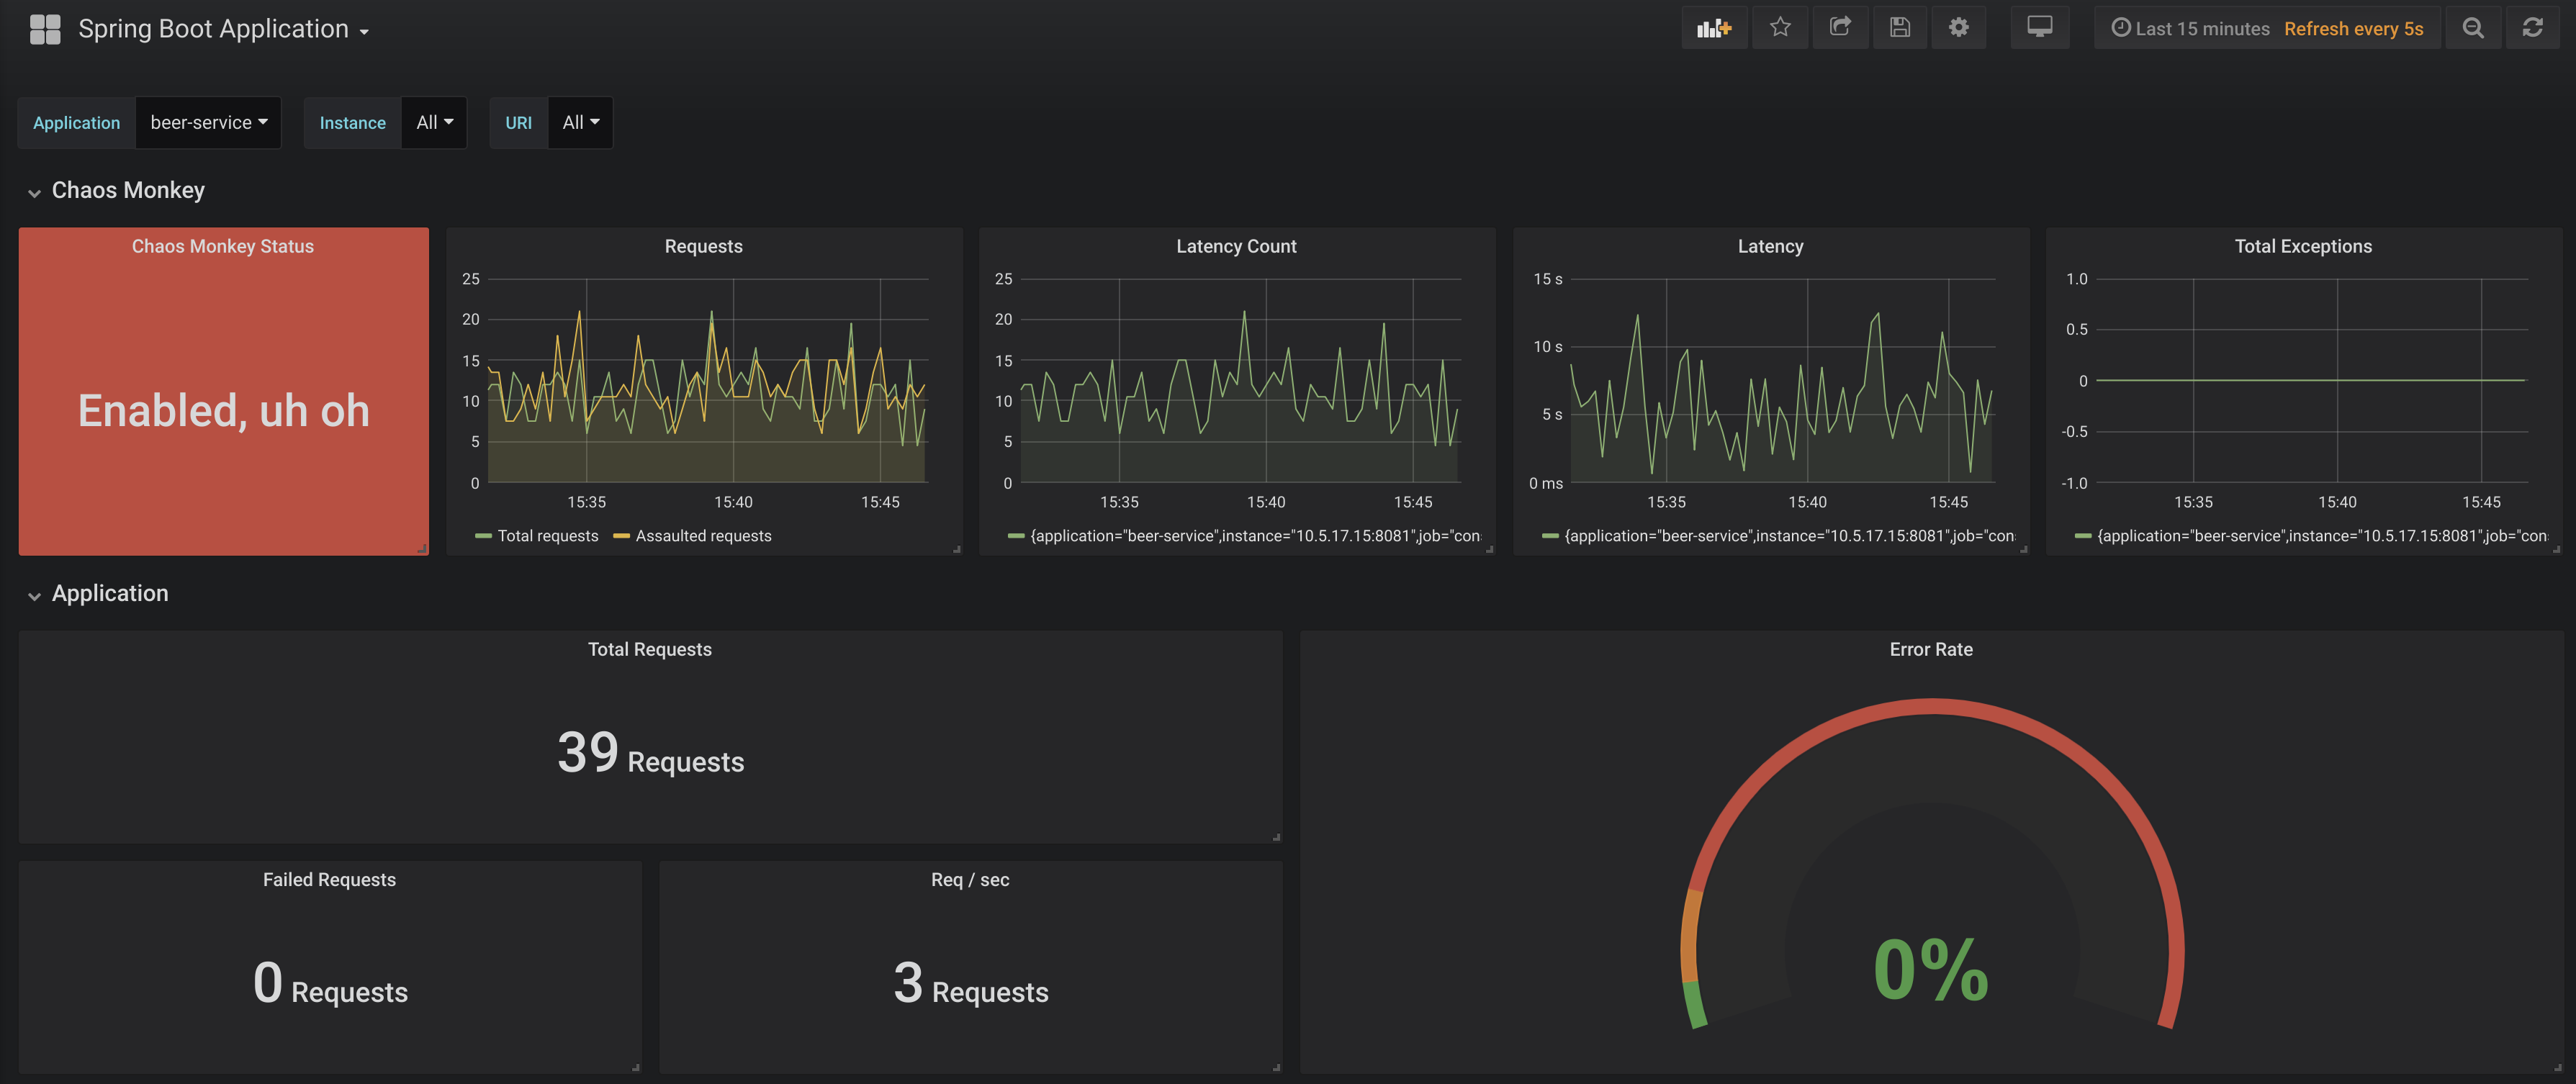 Spring Boot Application
Last 15 minutes Refresh every 5s
Application beer-service Instance All URI All
Chaos Monkey
Chaos Monkey Status
Enabled, uh oh
Requests
25
20
15
10
5
0
15:35 15:40 15:45
Total requests Assaulted requests
Latency Count
25
20
15
10
5
0
15:35 15:40 15:45
{application="beer-service",instance="10.5.17.15:8081",job="con
Latency
15 s
10 s
5 s
0 ms
15:35 15:40 15:45
{application="beer-service",instance="10.5.17.15:8081",job="con
Total Exceptions
1.0
0.5
0
-0.5
-1.0
15:35 15:40 15:45
{application="beer-service",instance="10.5.17.15:8081",job="con
Application
Total Requests
39 Requests
Failed Requests
0 Requests
Req / sec
3 Requests
Error Rate
0%